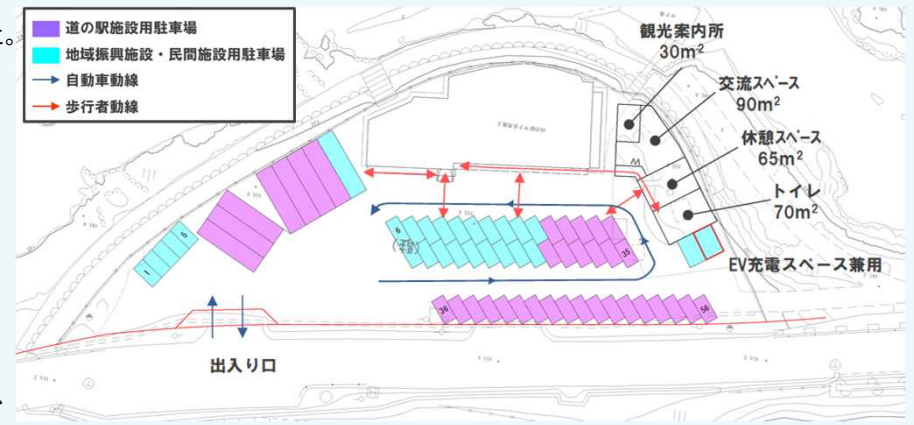 道の駅施設用駐車場
地域振興施設・民間施設用駐車場
自動車動線
歩行者動線
観光案内所
30m²
交流スペース
90m²
休憩スペース
65m²
トイレ
70m²
EV充電スペース兼用
1
5
6
35
36
56
出入り口